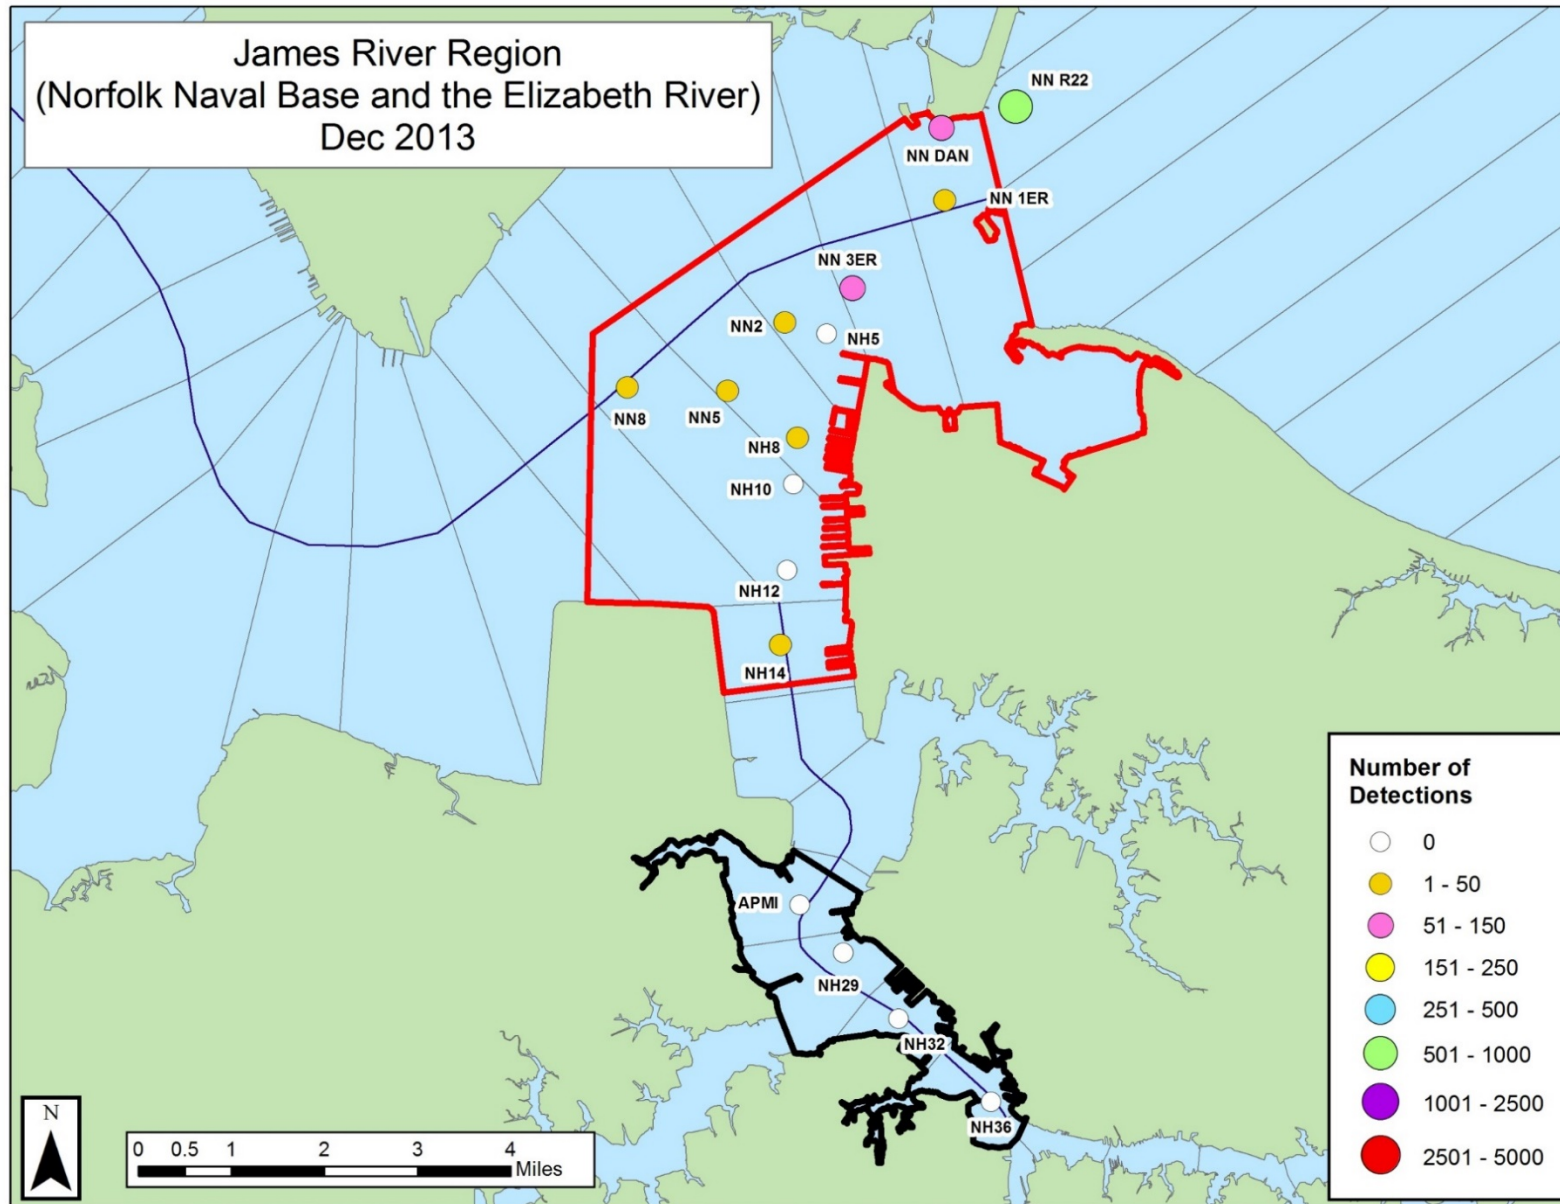 James River Region
(Norfolk Naval Base and the Elizabeth River)
Dec 2013
NN R22
NN DAN
NN 1ER
NN 3ER
NN2
NH5
NN8
NN5
NH8
NH10
NH12
NH14
APMI
NH29
NH32
NH36
Number of
Detections
0
1 - 50
51 - 150
151 - 250
251 - 500
501 - 1000
1001 - 2500
2501 - 5000
N
0 0.5 1 2 3 4
Miles